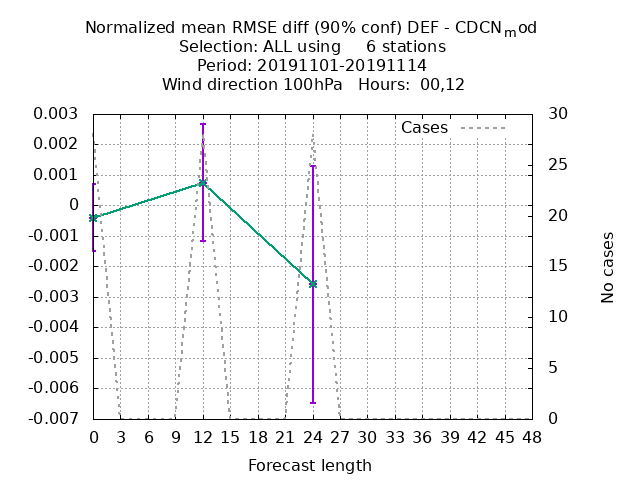 Normalized mean RMSE diff (90% conf) DEF - CDCNmod
Selection: ALL using 6 stations
Period: 20191101-20191114
Wind direction 100hPa Hours: 00,12
Cases
0.003
0.002
0.001
0
-0.001
-0.002
-0.003
-0.004
-0.005
-0.006
-0.007
30
25
20
15
10
5
0
No cases
0 3 6 9 12 15 18 21 24 27 30 33 36 39 42 45 48
Forecast length